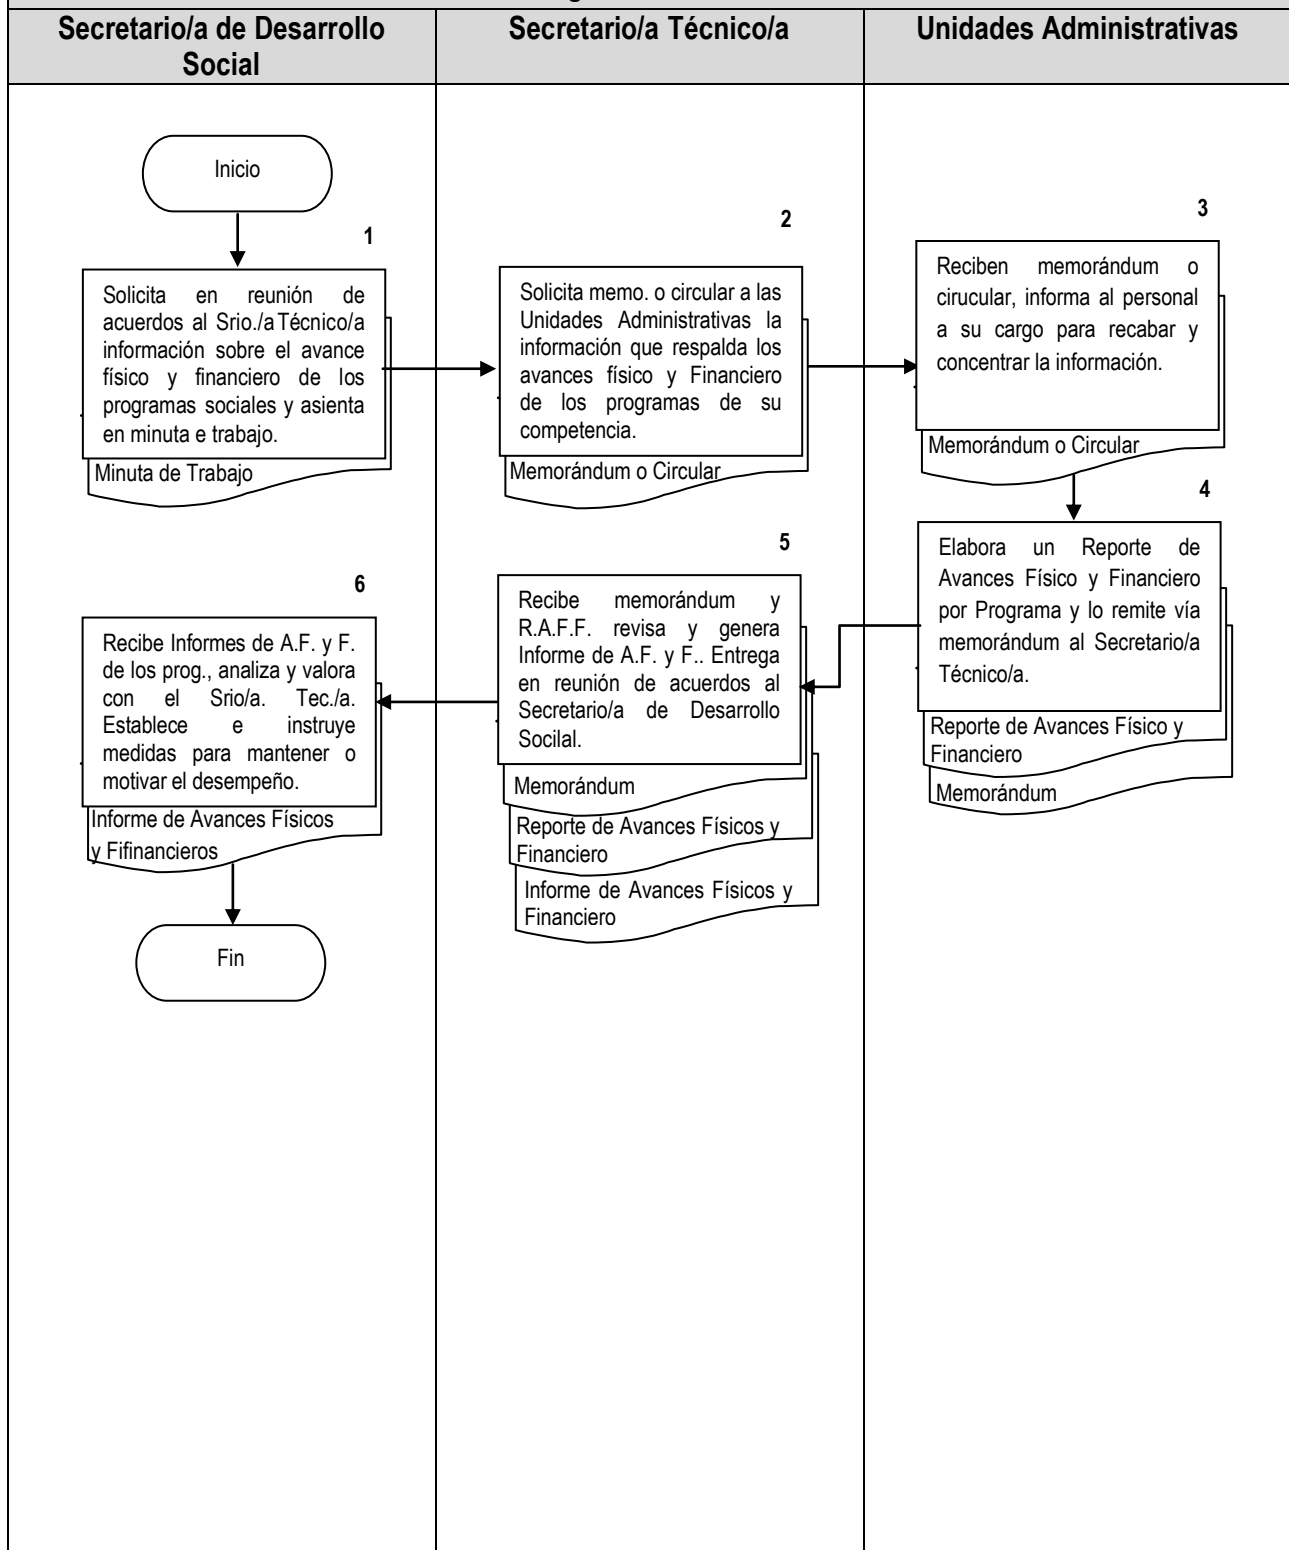 Secretario/a de Desarrollo
Social
Secretario/a Técnico/a
Unidades Administrativas
Inicio
1
Solicita en reunión de
acuerdos al Srio./a Técnico/a
información sobre el avance
físico y financiero de los
programas sociales y asienta
en minuta e trabajo.
Minuta de Trabajo
2
Solicita memo. o circular a las
Unidades Administrativas la
información que respalda los
avances físico y Financiero
de los programas de su
competencia.
Memorándum o Circular
3
Reciben memorándum o
cirucular, informa al personal
a su cargo para recabar y
concentrar la información.
Memorándum o Circular
4
Elabora un Reporte de
Avances Físico y Financiero
por Programa y lo remite vía
memorándum al Secretario/a
Técnico/a.
Reporte de Avances Físico y
Financiero
Memorándum
5
Recibe memorándum y
R.A.F.F. revisa y genera
Informe de A.F. y F.. Entrega
en reunión de acuerdos al
Secretario/a de Desarrollo
Socilal.
Memorándum
Reporte de Avances Físicos y
Financiero
Informe de Avances Físicos y
Financiero
6
Recibe Informes de A.F. y F.
de los prog., analiza y valora
con el Srio/a. Tec./a.
Establece e instruye
medidas para mantener o
motivar el desempeño.
Informe de Avances Físicos
y Fifinancieros
Fin